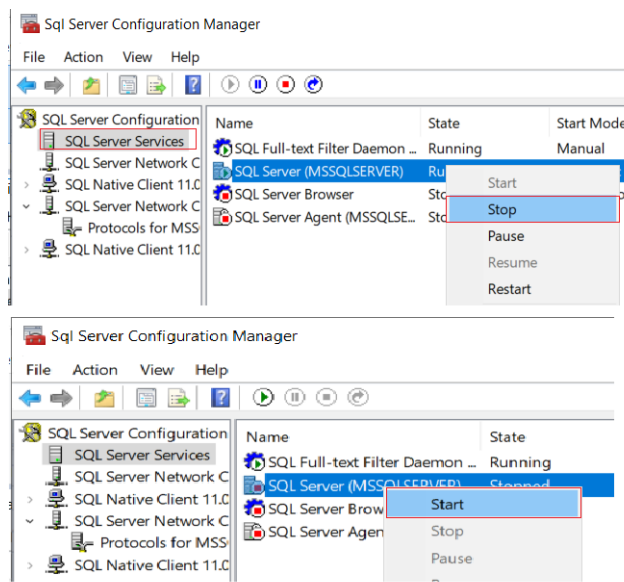 Sql Server Configuration Manager
File Action View Help
SQL Server Configuration
SQL Server Services
SQL Server Network C
SQL Native Client 11.0
SQL Server Network C
Protocols for MSS
SQL Native Client 11.0
Name State Start Mode
SQL Full-text Filter Daemon ... Running Manual
SQL Server (MSSQLSERVER) Ru
SQL Server Browser Sto
SQL Server Agent (MSSQLSE... Sto
Start
Stop
Pause
Resume
Restart
Sql Server Configuration Manager
File Action View Help
SQL Server Configuration
SQL Server Services
SQL Server Network C
SQL Native Client 11.0
SQL Server Network C
Protocols for MSS
SQL Native Client 11.0
Name State
SQL Full-text Filter Daemon ... Running
SQL Server (MSSQLSERVER) Stopped
SQL Server Brow
SQL Server Agen
Start
Stop
Pause